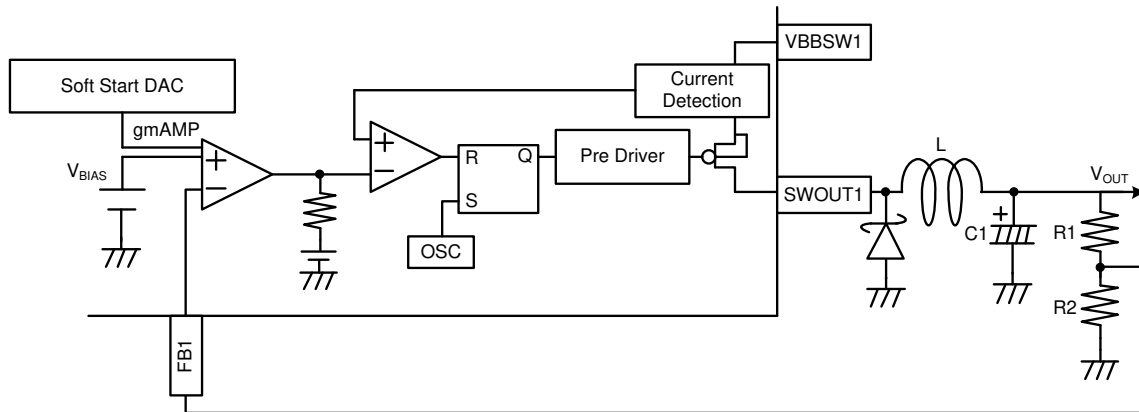 VBBSW1
Soft Start DAC
Current
Detection
gmAMP
+
−
VBIAS
+
−
R
Q
S
Pre Driver
OSC
SWOUT1
L
VOUT
+
C1
R1
R2
FB1